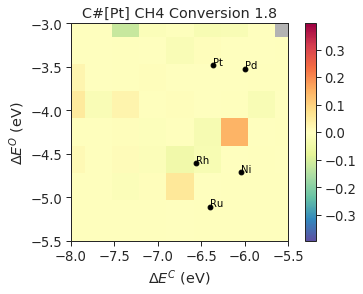 C#[Pt] CH4 Conversion 1.8
−3.0
−3.5
−4.0
−4.5
−5.0
−5.5
ΔE^O (eV)
Pt
Pd
Rh
Ni
Ru
−8.0 −7.5 −7.0 −6.5 −6.0 −5.5
ΔE^C (eV)
0.3
0.2
0.1
0.0
−0.1
−0.2
−0.3